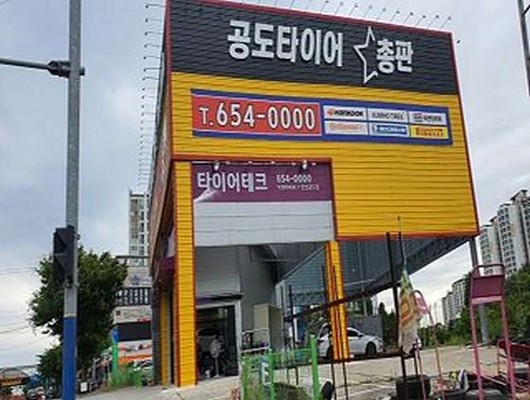 공도타이어 총판
T.654-0000
HANKOOK KUMHO TIRE
Continental MICHELIN PIRELLI
타이어테크 654-0000